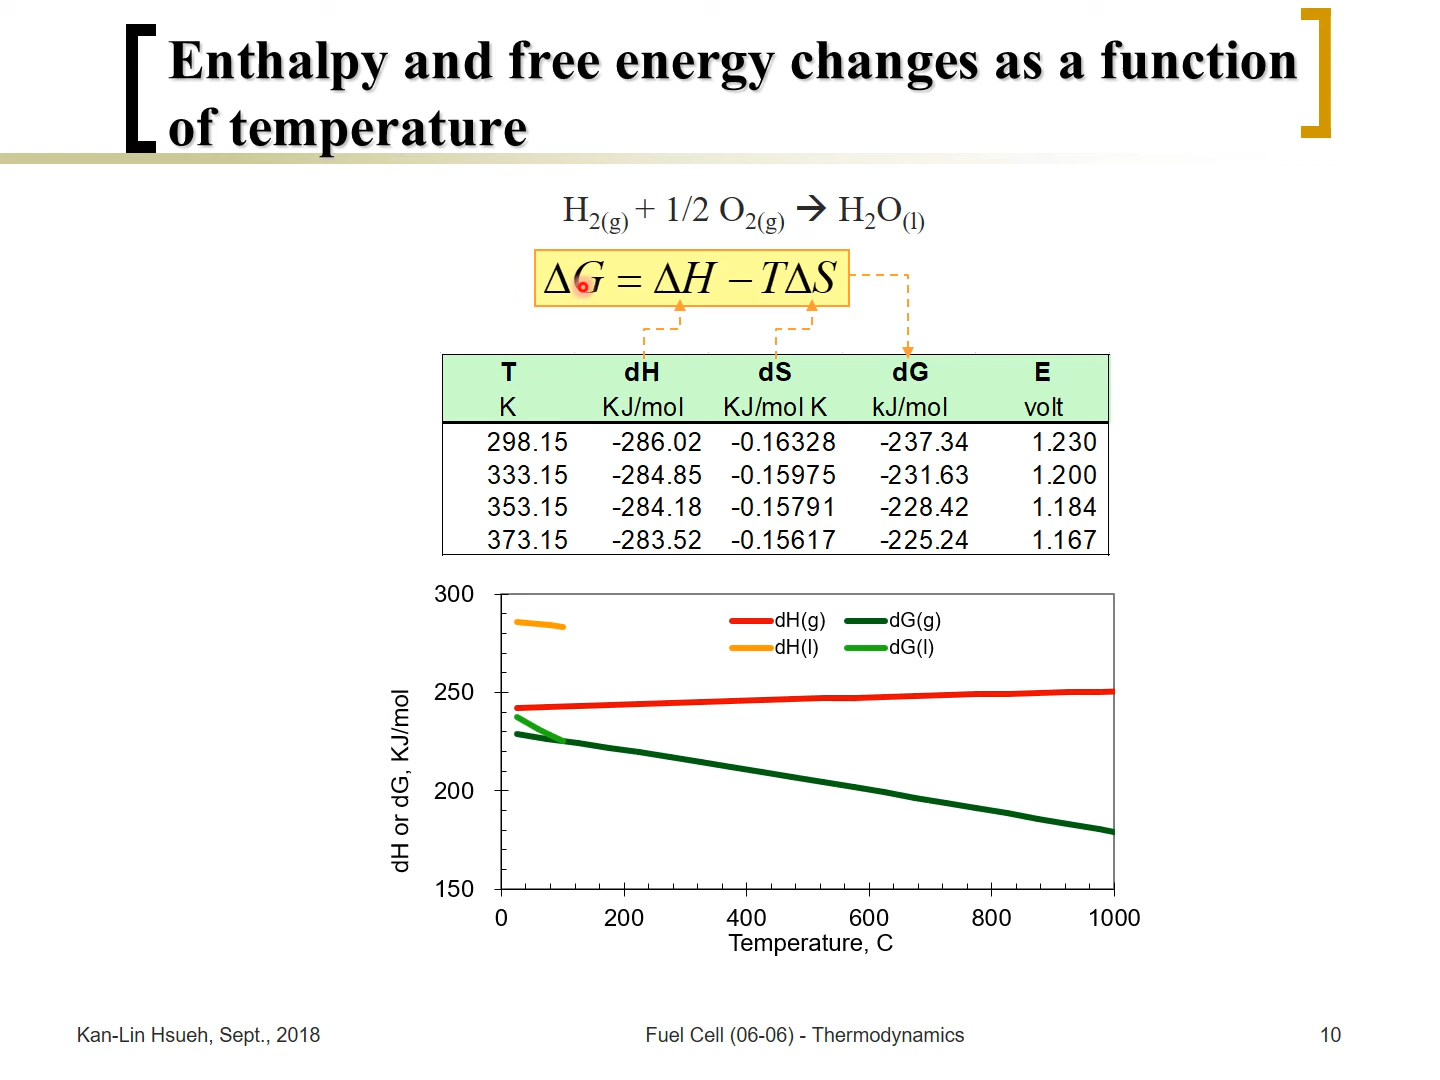 Enthalpy and free energy changes as a function
of temperature
H2(g) + 1/2 O2(g) → H2O(l)
ΔG = ΔH − TΔS
T dH dS dG E
K KJ/mol KJ/mol K kJ/mol volt
298.15 -286.02 -0.16328 -237.34 1.230
333.15 -284.85 -0.15975 -231.63 1.200
353.15 -284.18 -0.15791 -228.42 1.184
373.15 -283.52 -0.15617 -225.24 1.167
dH or dG, KJ/mol
300
250
200
150
dH(g) dG(g)
dH(l) dG(l)
0 200 400 600 800 1000
Temperature, C
Kan-Lin Hsueh, Sept., 2018 Fuel Cell (06-06) - Thermodynamics 10